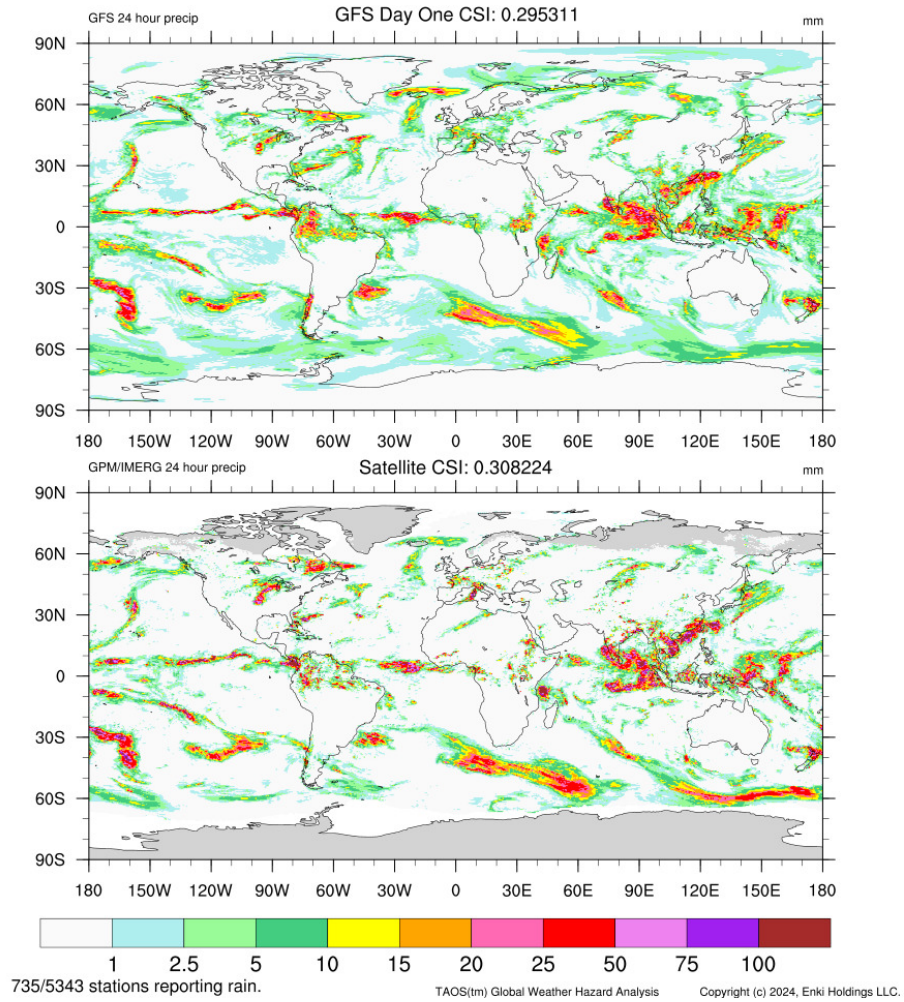 GFS Day One CSI: 0.295311
GFS 24 hour precip
mm
90N
60N
30N
0
30S
60S
90S
180 150W 120W 90W 60W 30W 0 30E 60E 90E 120E 150E 180
Satellite CSI: 0.308224
GPM/IMERG 24 hour precip
mm
90N
60N
30N
0
30S
60S
90S
180 150W 120W 90W 60W 30W 0 30E 60E 90E 120E 150E 180
1 2.5 5 10 15 20 25 50 75 100
735/5343 stations reporting rain.
TAOS(tm) Global Weather Hazard Analysis
Copyright (c) 2024, Enki Holdings LLC.